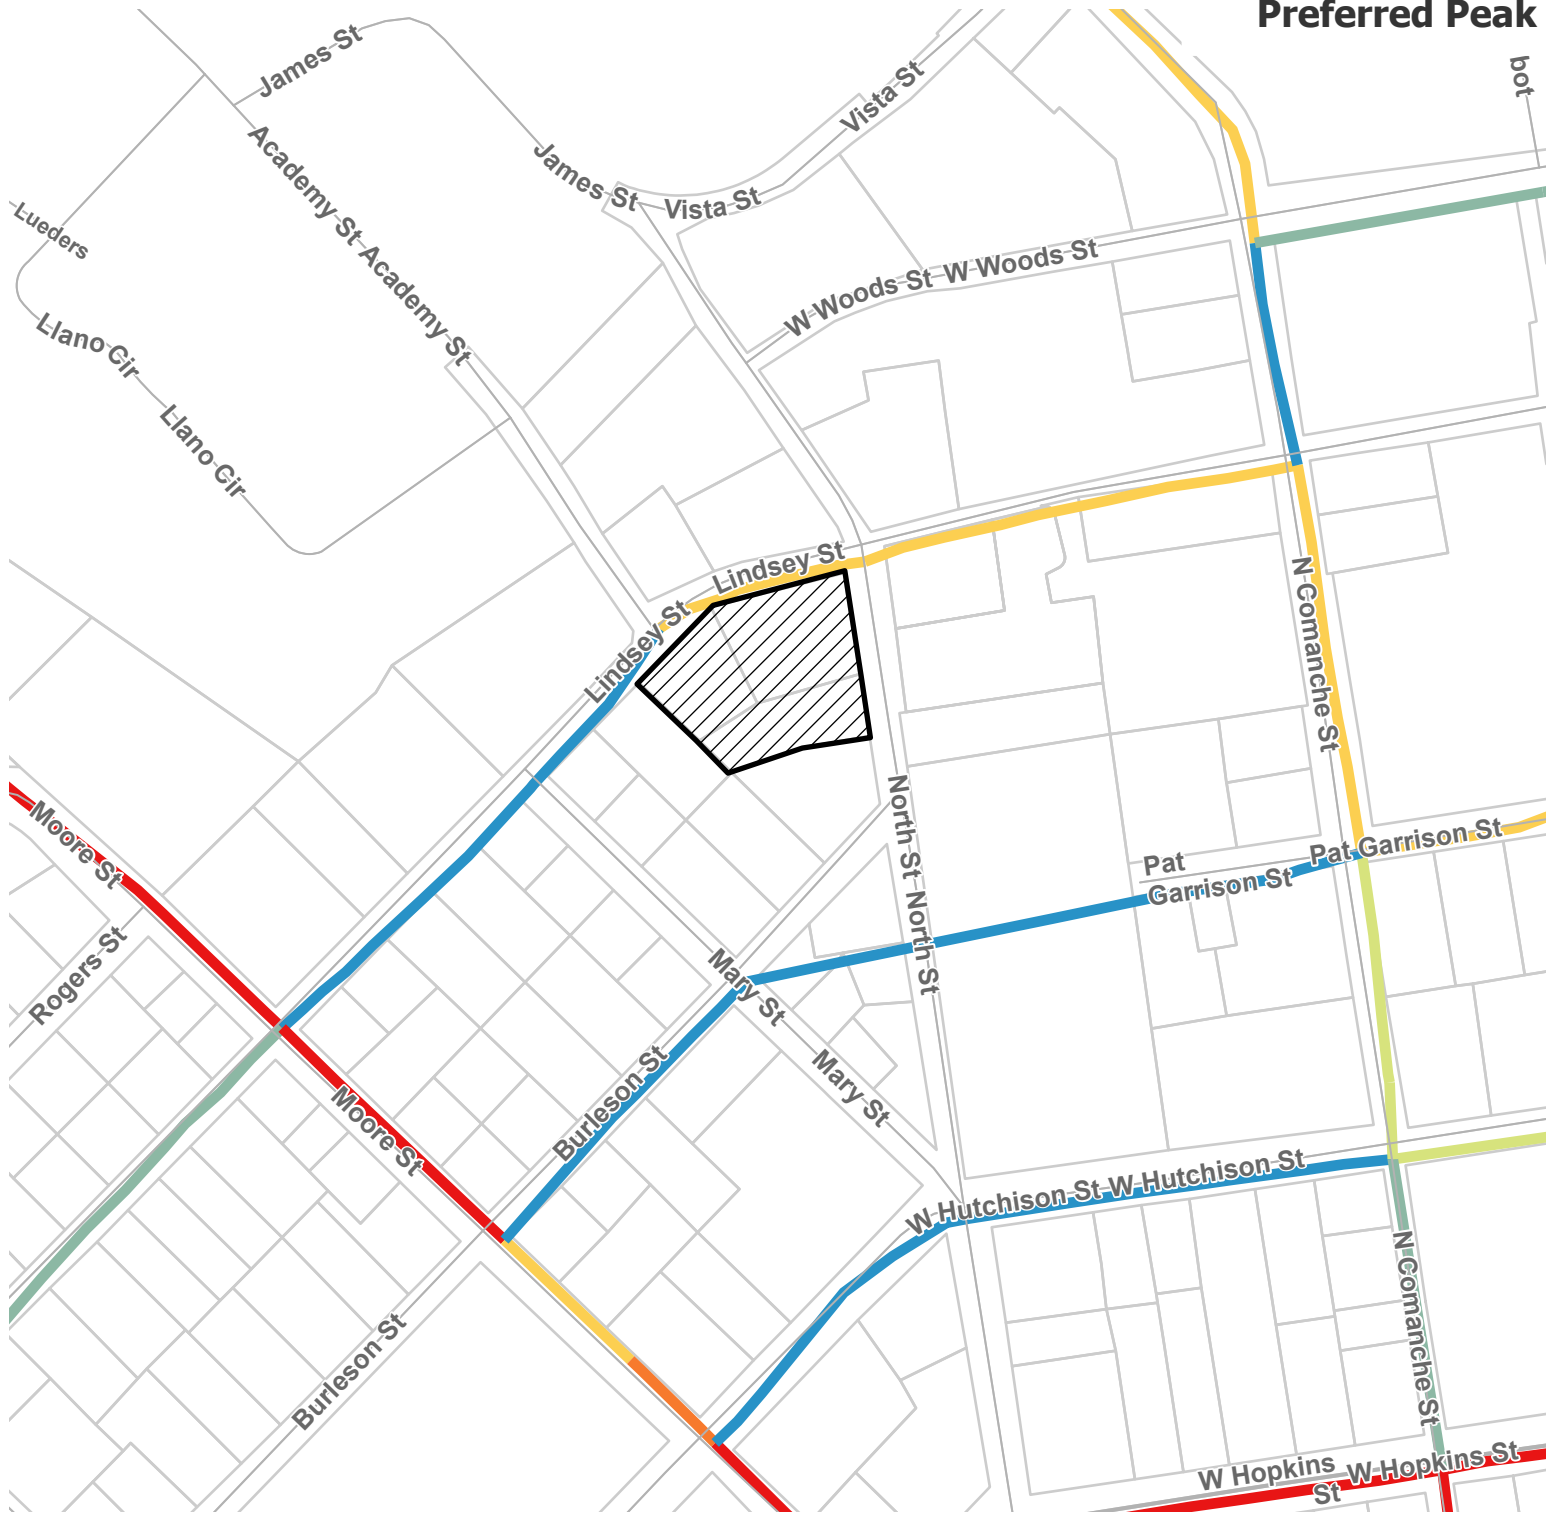 Preferred Peak
James St
bot
Vista St
Academy St
James St
Vista St
Lueders
Academy St
W Woods St
W Woods St
Llano Cir
Llano Cir
Lindsey St
Lindsey St
N Comanche St
Moore St
North St
Pat Garrison St
Pat
Garrison St
Rogers St
North St
Mary St
Mary St
Burleson St
Moore St
W Hutchison St
W Hutchison St
N Comanche St
Burleson St
W Hopkins
St
W Hopkins St